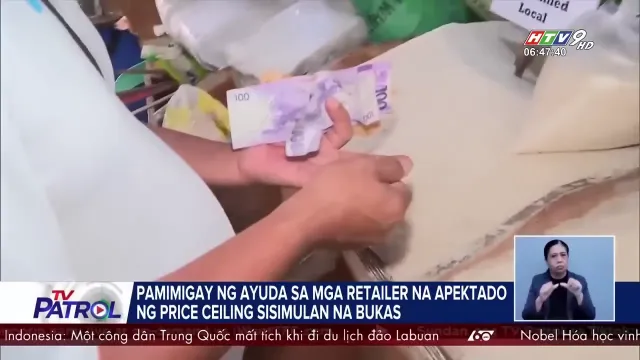 Local
HTV9 HD
06:47:40
100
100
TV PATROL
PAMIMIGAY NG AYUDA SA MGA RETAILER NA APEKTADO
NG PRICE CEILING SISIMULAN NA BUKAS
Indonesia: Một công dân Trung Quốc mất tích khi đi du lịch đảo Labuan
Nobel Hóa học vinh